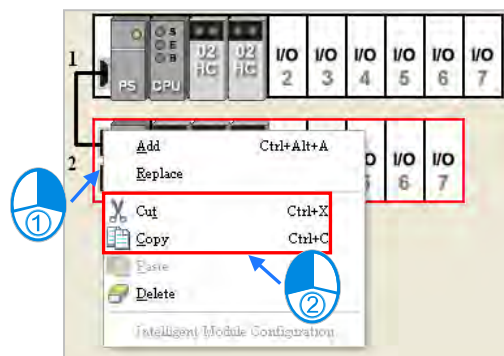 1
PS
CPU
S
E
B
02
HC
02
HC
I/O
2
I/O
3
I/O
4
I/O
5
I/O
6
I/O
7
2
I/O
6
I/O
7
Add Ctrl+Alt+A
Replace
Cut Ctrl+X
Copy Ctrl+C
Paste
Delete
Intelligent Module Configuration
1
2